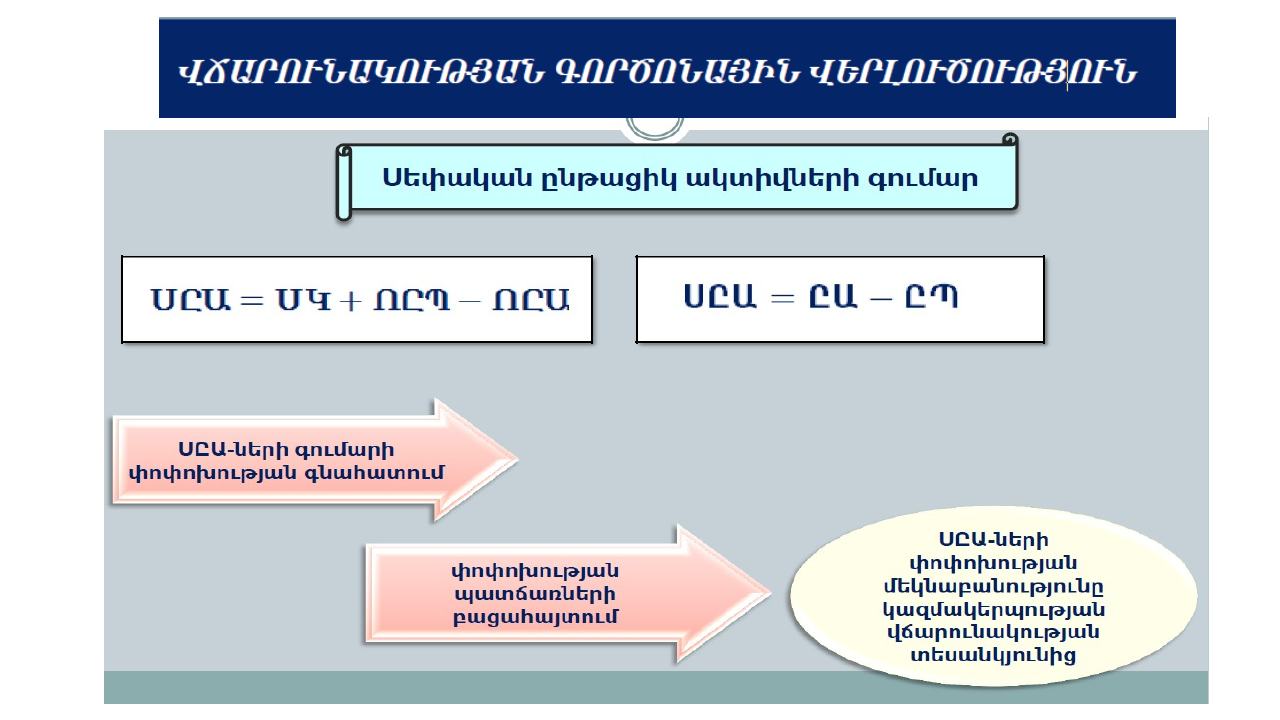 ՎՃԱՐՈՒՆԱԿՈՒԹՅԱՆ ԳՈՐԾՈՆԱՅԻՆ ՎԵՐԼՈՒԾՈՒԹՅՈՒՆ
Սեփական ընթացիկ ակտիվների գումար
ՍԸԱ = ՍԿ + ՈԸՊ − ՈԸԱ
ՍԸԱ = ԸԱ − ԸՊ
ՍԸԱ-ների գումարի
փոփոխության գնահատում
փոփոխության
պատճառների
բացահայտում
ՍԸԱ-ների
փոփոխության
մեկնաբանությունը
կազմակերպության
վճարունակության
տեսանկյունից